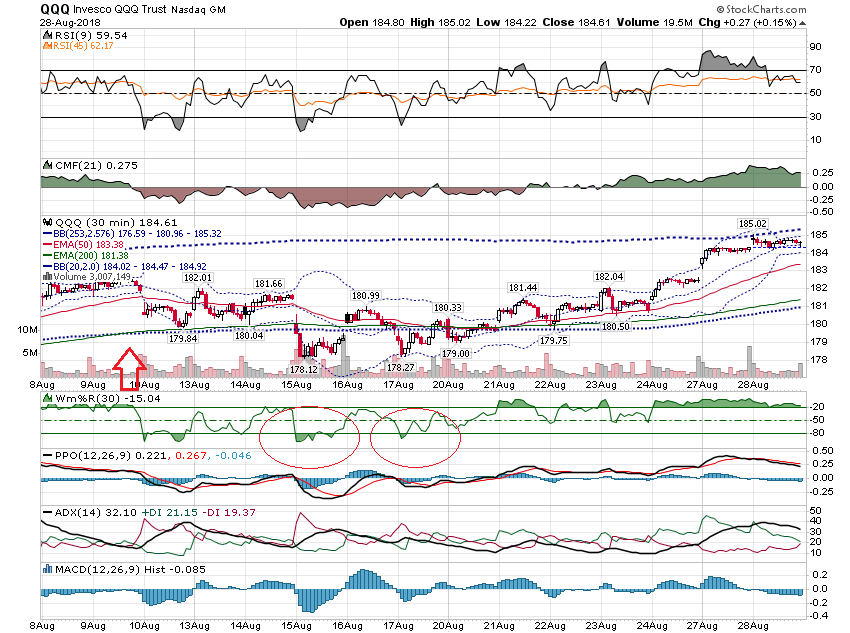 QQQ Invesco QQQ Trust Nasdaq GM © StockCharts.com
28-Aug-2018 Open 184.80 High 185.02 Low 184.22 Close 184.61 Volume 19.5M Chg +0.27 (+0.15%)
RSI(9) 59.54
RSI(45) 62.17
90
70
50
30
10
CMF(21) 0.275
0.25
0.00
-0.25
-0.50
QQQ (30 min) 184.61
BB(253,2.576) 176.59 - 180.96 - 185.32
EMA(50) 183.38
EMA(200) 181.38
BB(20,2.0) 184.02 - 184.47 - 184.92
Volume 3,007,149
185.02
182.01
181.66
180.99
180.33
181.44
182.04
179.84
180.04
178.12
178.27
179.00
179.75
180.50
185
184
183
182
181
180
179
178
10M
5M
8Aug 9Aug 10Aug 13Aug 14Aug 15Aug 16Aug 17Aug 20Aug 21Aug 22Aug 23Aug 24Aug 27Aug 28Aug
Wm%R(30) -15.04
-20
-50
-80
PPO(12,26,9) 0.221, 0.267, -0.046
0.50
0.25
0.00
-0.25
ADX(14) 32.10 +DI 21.15 -DI 19.37
50
40
30
20
10
MACD(12,26,9) Hist -0.085
0.2
0.0
-0.2
-0.4
8Aug 9Aug 10Aug 13Aug 14Aug 15Aug 16Aug 17Aug 20Aug 21Aug 22Aug 23Aug 24Aug 27Aug 28Aug